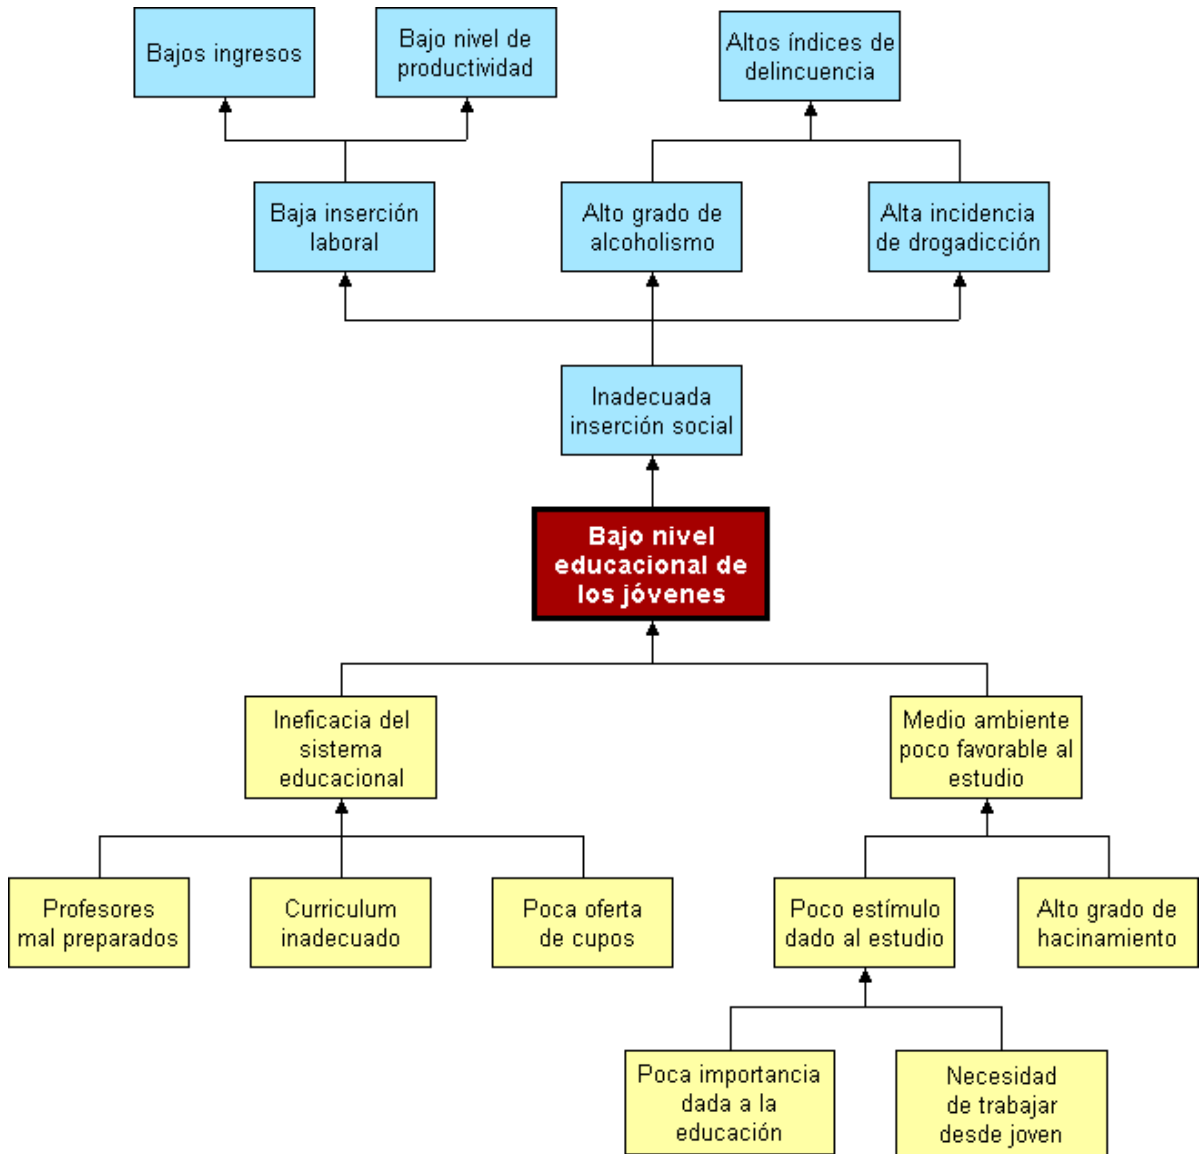 Bajos ingresos
Bajo nivel de
productividad
Altos índices de
delincuencia
Baja inserción
laboral
Alto grado de
alcoholismo
Alta incidencia
de drogadicción
Inadecuada
inserción social
Bajo nivel
educacional de
los jóvenes
Ineficacia del
sistema
educacional
Medio ambiente
poco favorable al
estudio
Profesores
mal preparados
Curriculum
inadecuado
Poca oferta
de cupos
Poco estímulo
dado al estudio
Alto grado de
hacinamiento
Poca importancia
dada a la
educación
Necesidad
de trabajar
desde joven